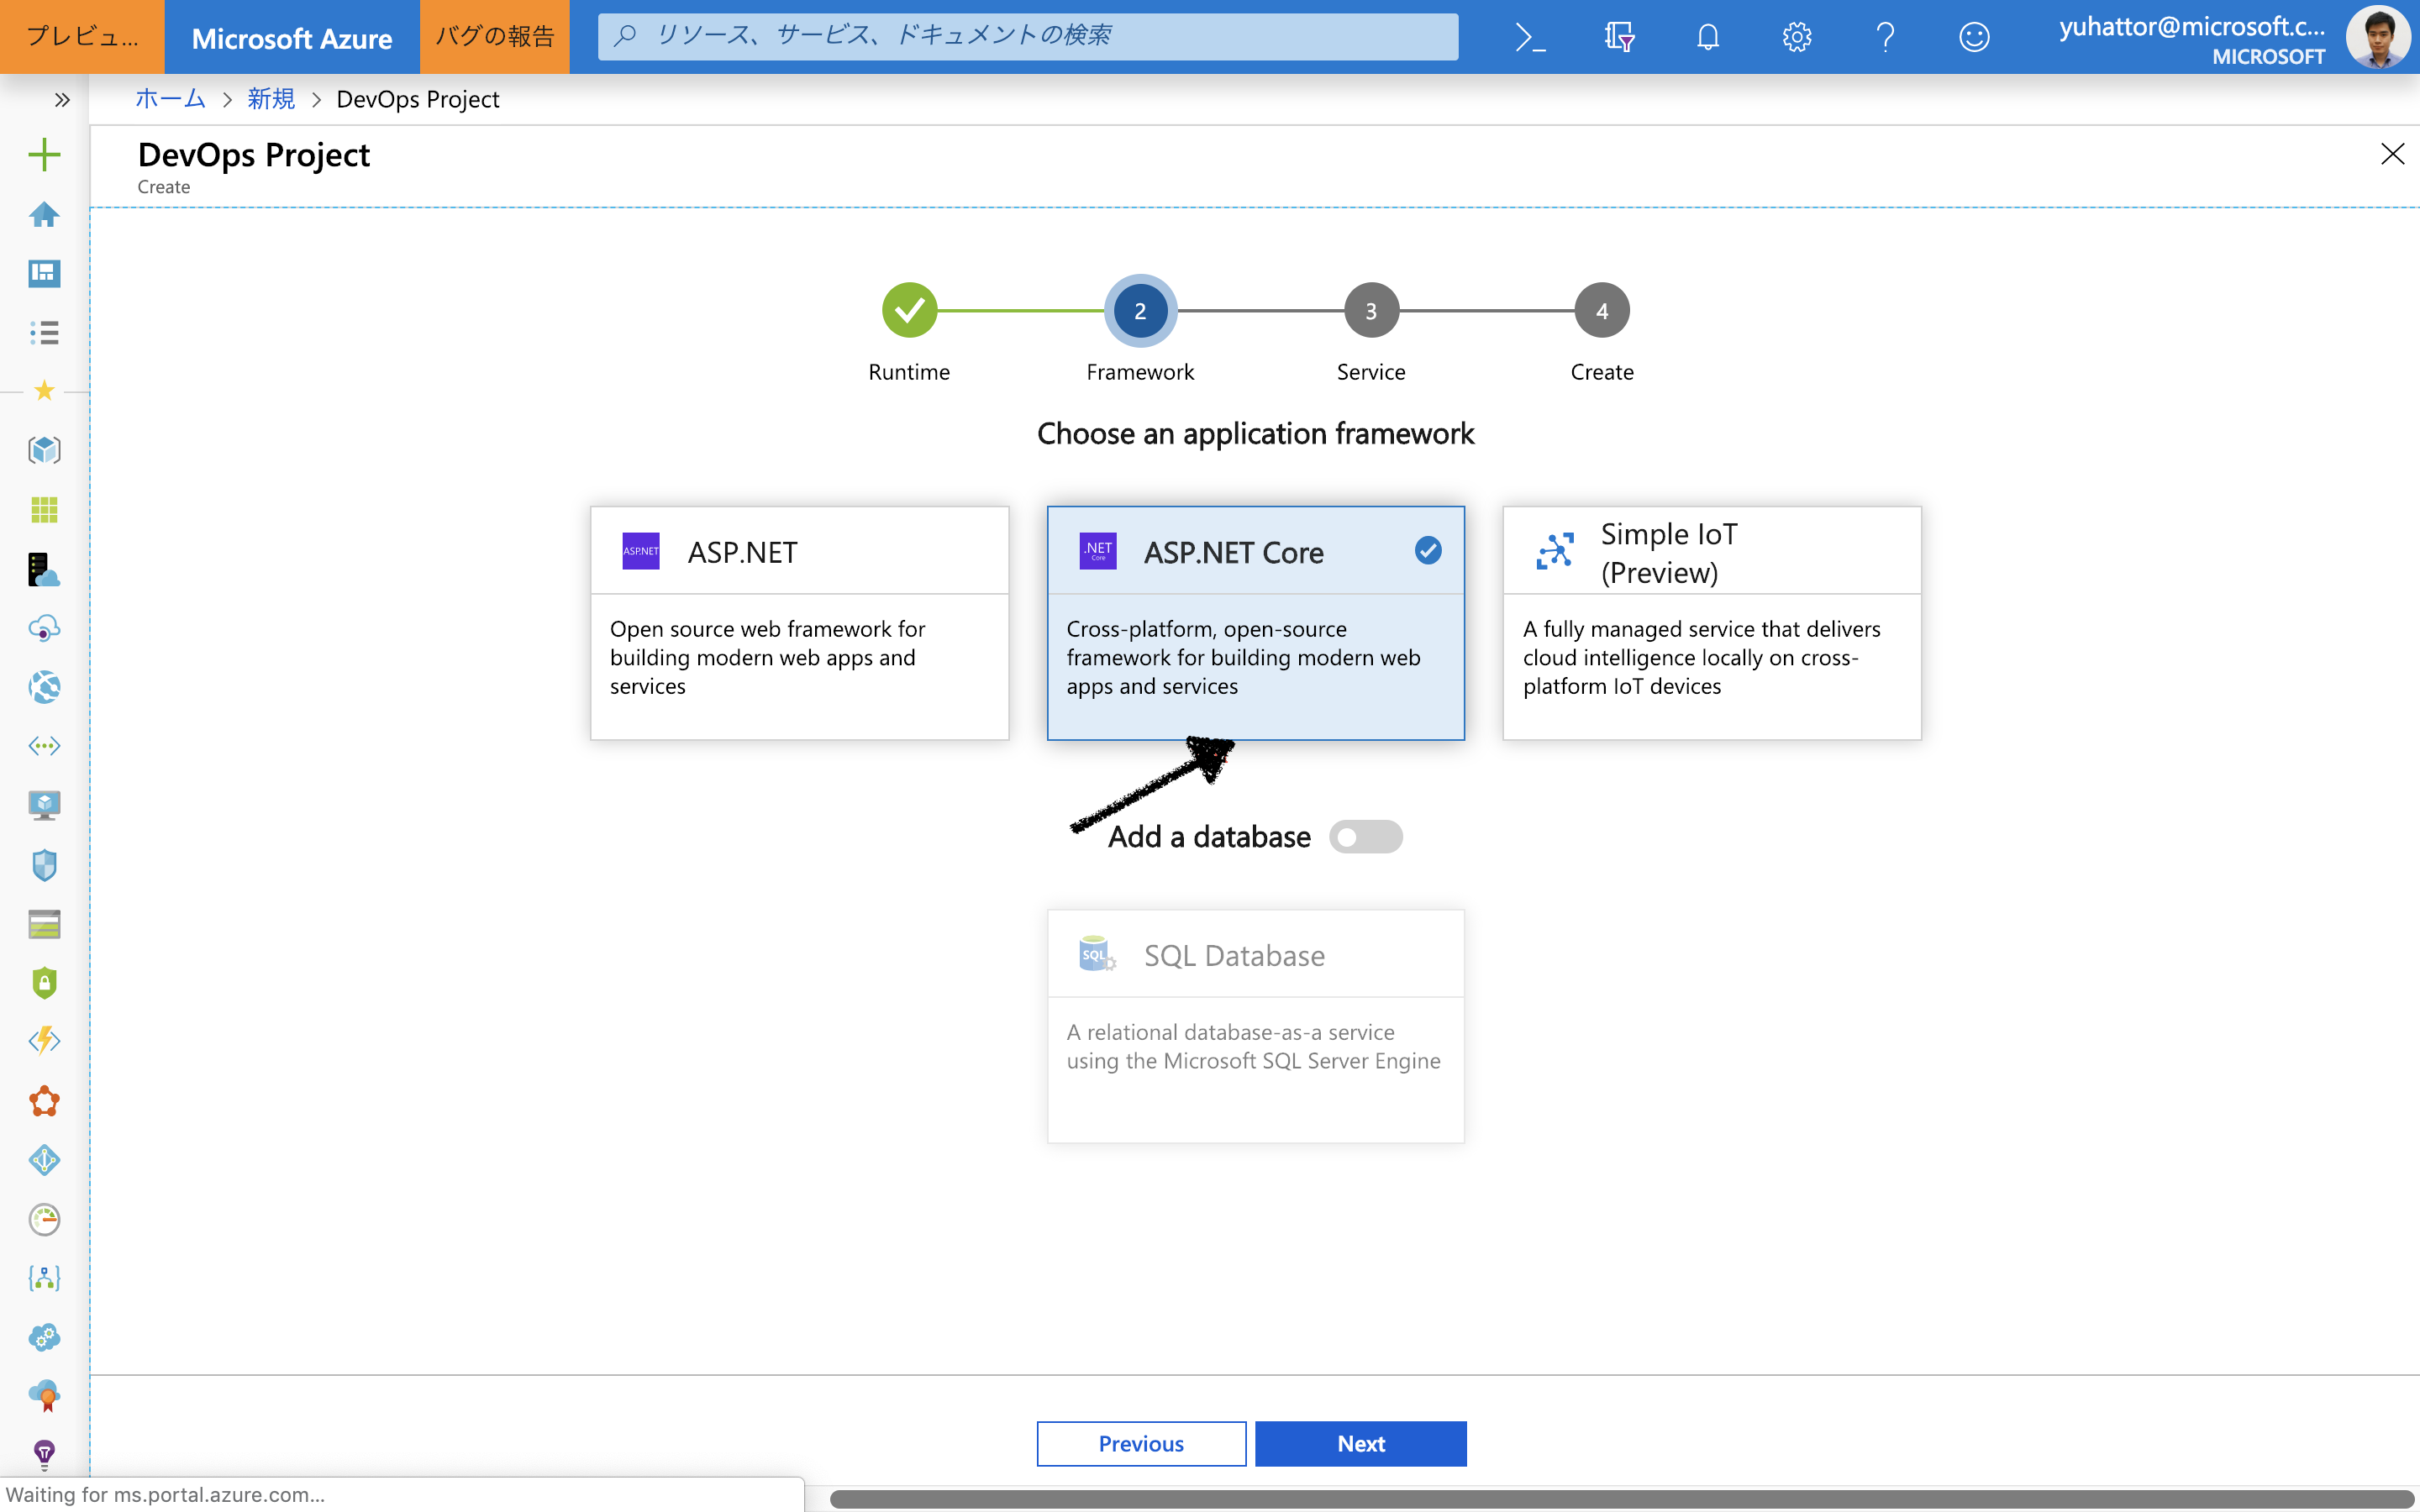 プレビュ...
Microsoft Azure
バグの報告
リソース、サービス、ドキュメントの検索
yuhattor@microsoft.c...
MICROSOFT
ホーム > 新規 > DevOps Project
DevOps Project
Create
2
3
4
Runtime
Framework
Service
Create
Choose an application framework
ASP.NET
ASP.NET
Open source web framework for
building modern web apps and
services
.NET
Core
ASP.NET Core
Cross-platform, open-source
framework for building modern web
apps and services
Simple IoT
(Preview)
A fully managed service that delivers
cloud intelligence locally on cross-
platform IoT devices
Add a database
SQL
SQL Database
A relational database-as-a service
using the Microsoft SQL Server Engine
Previous
Next
Waiting for ms.portal.azure.com...